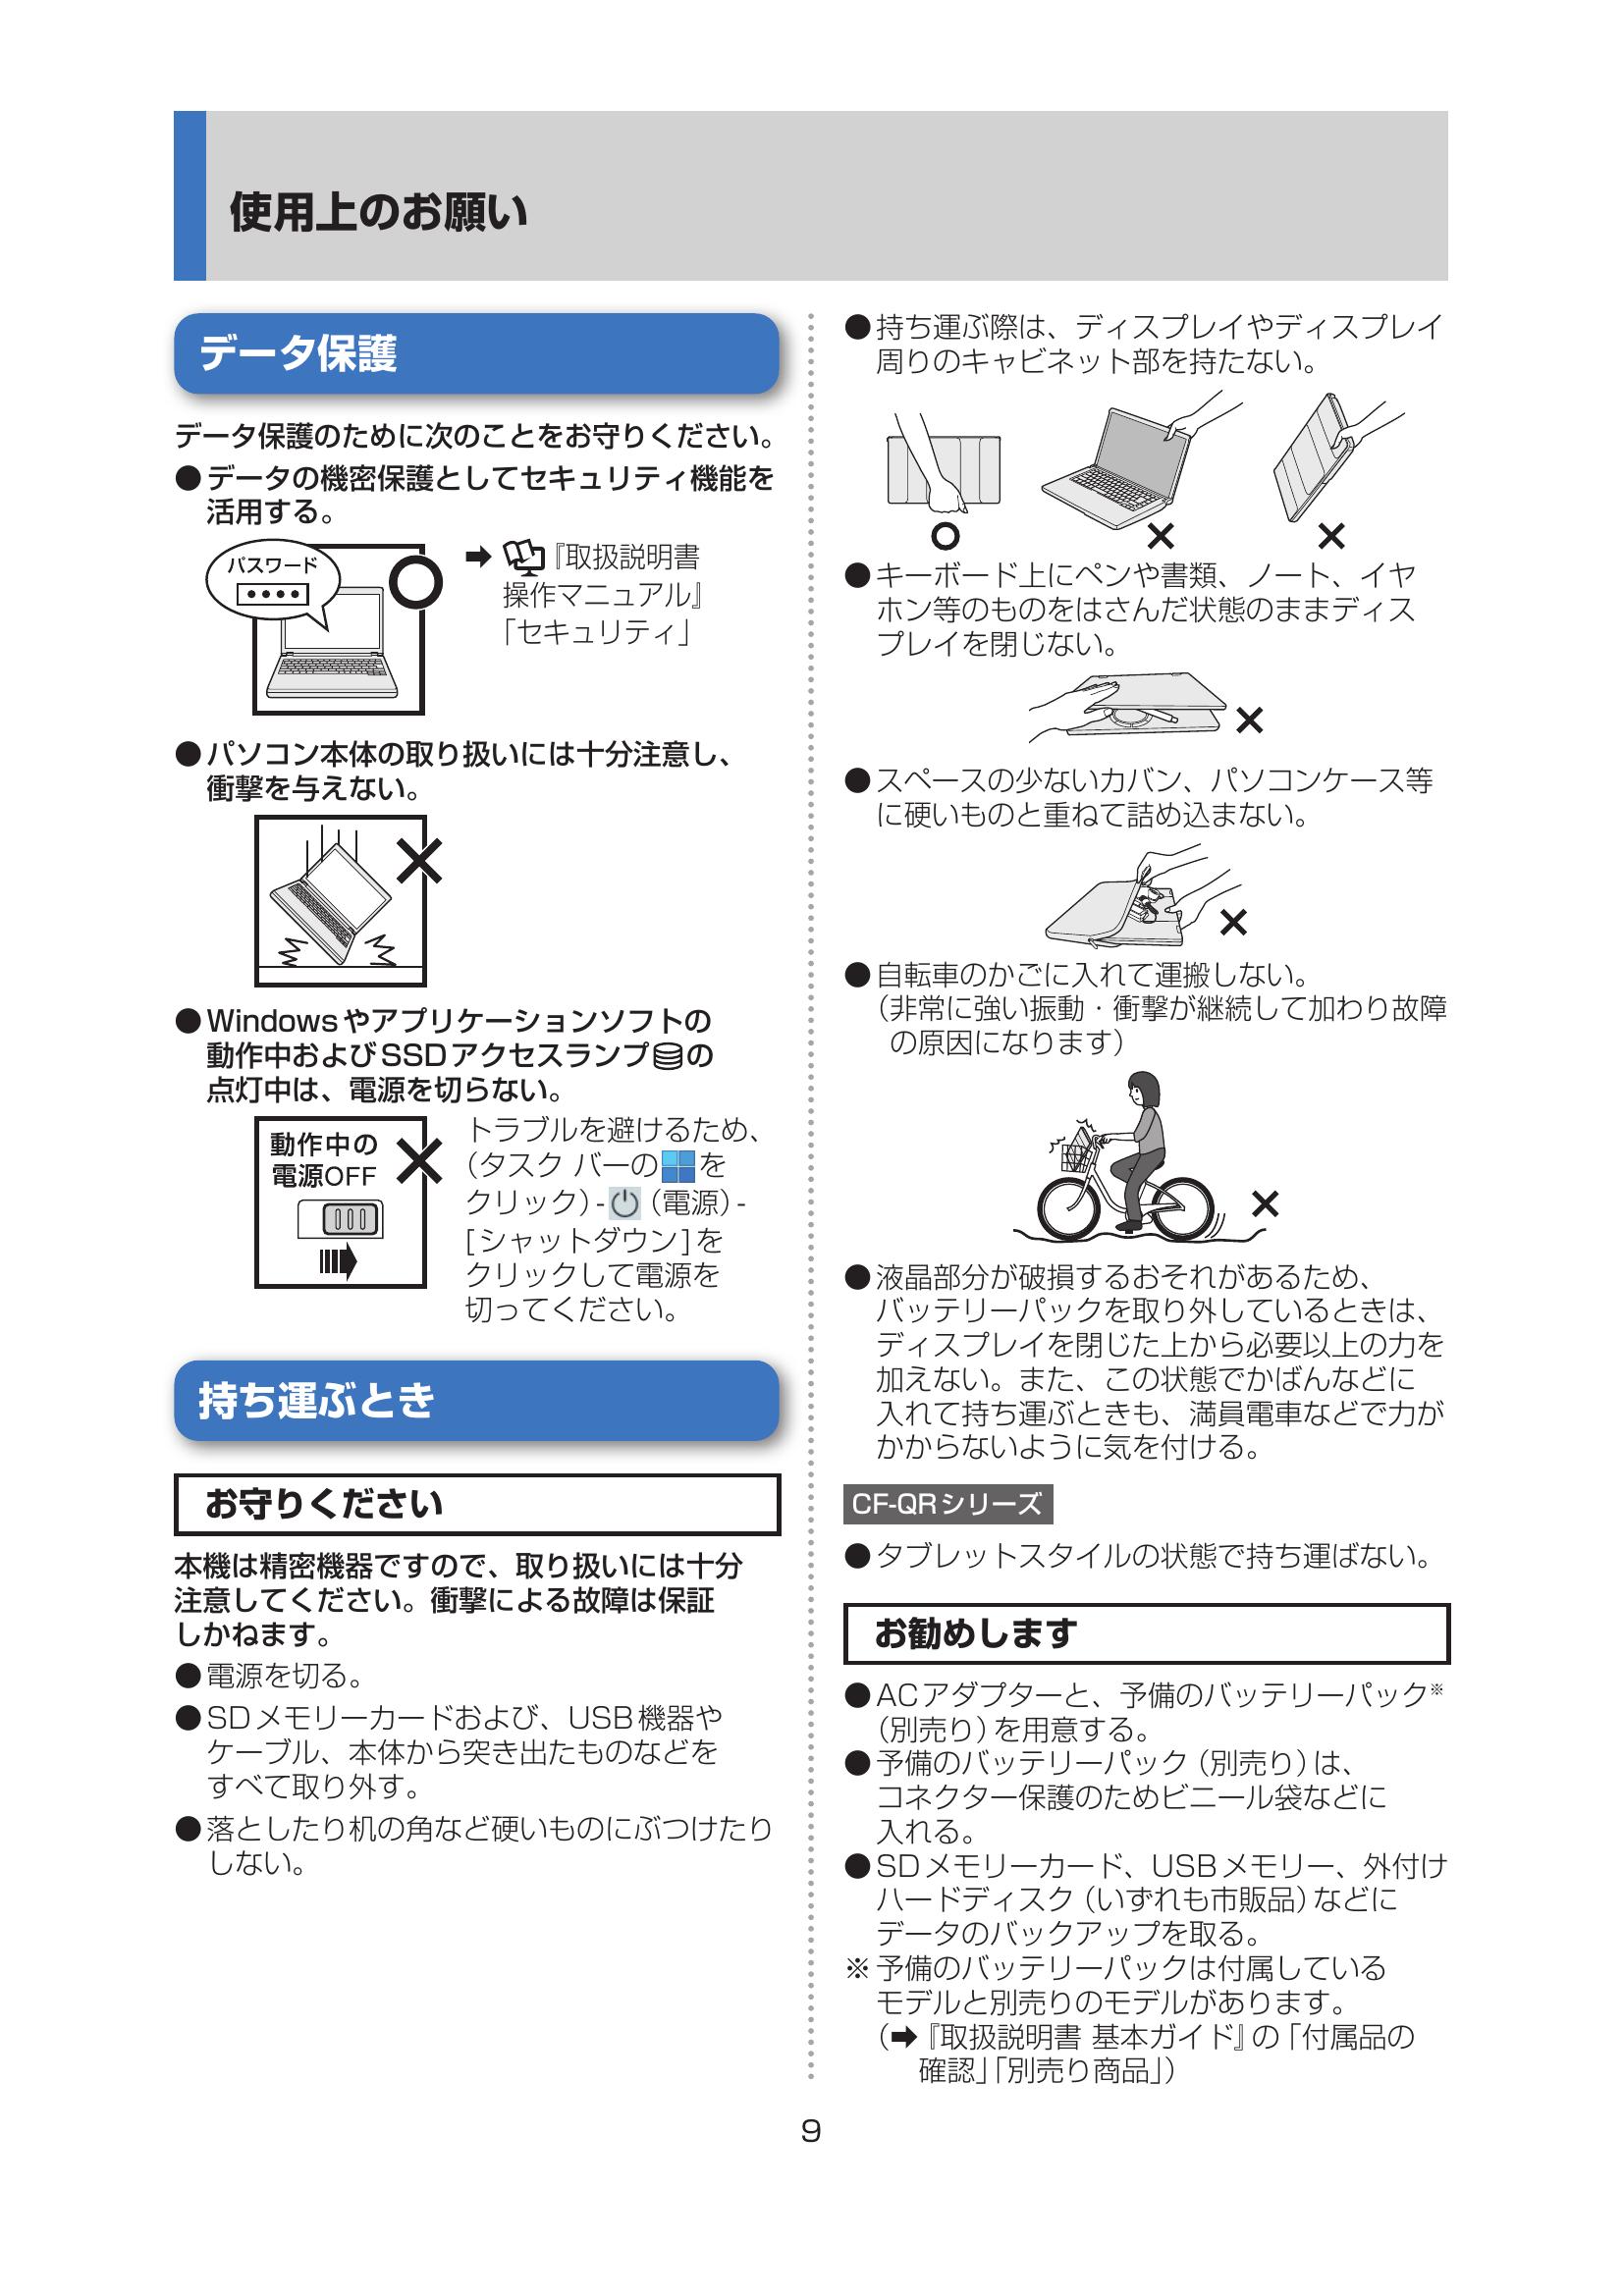 使用上のお願い
データ保護
データ保護のために次のことをお守りください。
●データの機密保護としてセキュリティ機能を
活用する。
パスワード
●●●●
➡『取扱説明書
操作マニュアル』
「セキュリティ」
●パソコン本体の取り扱いには十分注意し、
衝撃を与えない。
●Windowsやアプリケーションソフトの
動作中およびSSDアクセスランプの
点灯中は、電源を切らない。
動作中の
電源OFF
トラブルを避けるため、
（タスク バーのを
クリック）-（電源）-
[シャットダウン]を
クリックして電源を
切ってください。
持ち運ぶとき
お守りください
本機は精密機器ですので、取り扱いには十分
注意してください。衝撃による故障は保証
しかねます。
●電源を切る。
●SDメモリーカードおよび、USB機器や
ケーブル、本体から突き出たものなどを
すべて取り外す。
●落としたり机の角など硬いものにぶつけたり
しない。
●持ち運ぶ際は、ディスプレイやディスプレイ
周りのキャビネット部を持たない。
●キーボード上にペンや書類、ノート、イヤ
ホン等のものをはさんだ状態のままディス
プレイを閉じない。
●スペースの少ないカバン、パソコンケース等
に硬いものと重ねて詰め込まない。
●自転車のかごに入れて運搬しない。
（非常に強い振動・衝撃が継続して加わり故障
の原因になります）
●液晶部分が破損するおそれがあるため、
バッテリーパックを取り外しているときは、
ディスプレイを閉じた上から必要以上の力を
加えない。また、この状態でかばんなどに
入れて持ち運ぶときも、満員電車などで力が
かからないように気を付ける。
CF-QRシリーズ
●タブレットスタイルの状態で持ち運ばない。
お勧めします
●ACアダプターと、予備のバッテリーパック※
（別売り）を用意する。
●予備のバッテリーパック（別売り）は、
コネクター保護のためビニール袋などに
入れる。
●SDメモリーカード、USBメモリー、外付け
ハードディスク（いずれも市販品）などに
データのバックアップを取る。
※予備のバッテリーパックは付属している
モデルと別売りのモデルがあります。
（➡『取扱説明書 基本ガイド』の「付属品の
確認」「別売り商品」）
9